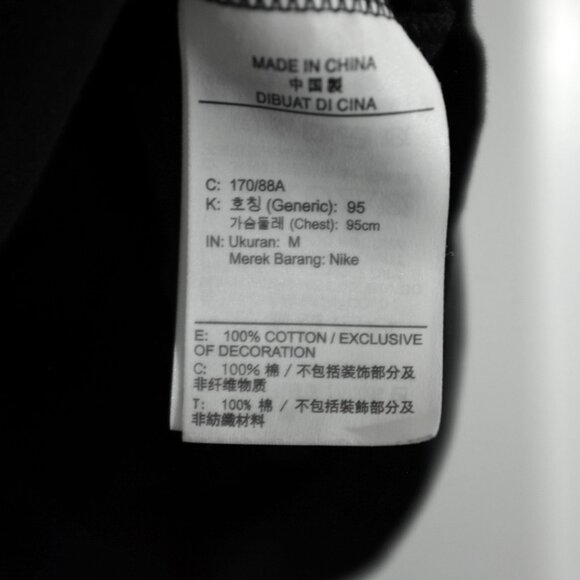 MADE IN CHINA
中国製
DIBUAT DI CINA
C: 170/88A
K: 호칭 (Generic): 95
가슴둘레 (Chest): 95cm
IN: Ukuran: M
Merek Barang: Nike
E: 100% COTTON / EXCLUSIVE
OF DECORATION
C: 100% 棉 / 不包括装饰部分及
非纤维物质
T: 100% 棉 / 不包括裝飾部分及
非紡織材料